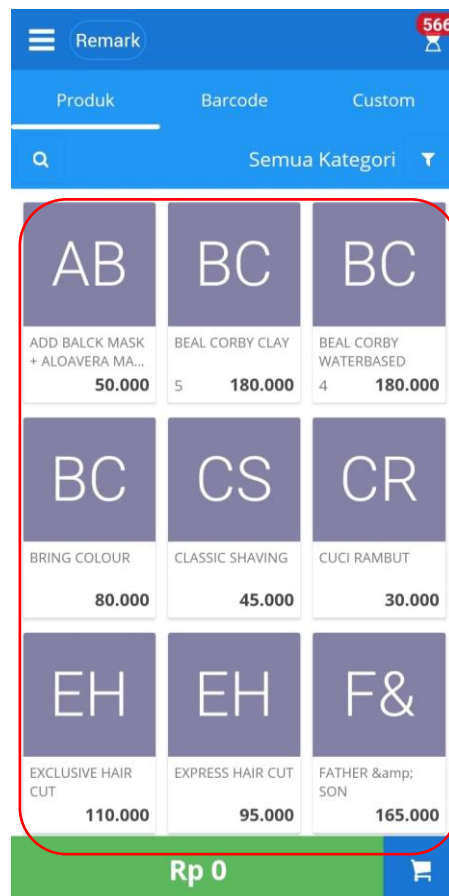 Remark
566
Produk Barcode Custom
Semua Kategori
AB BC BC
ADD BALCK MASK
+ ALOAVERA MA...
50.000
BEAL CORBY CLAY
5 180.000
BEAL CORBY
WATERBASED
4 180.000
BC CS CR
BRING COLOUR
80.000
CLASSIC SHAVING
45.000
CUCI RAMBUT
30.000
EH EH F&
EXCLUSIVE HAIR
CUT
110.000
EXPRESS HAIR CUT
95.000
FATHER &amp;
SON
165.000
Rp 0